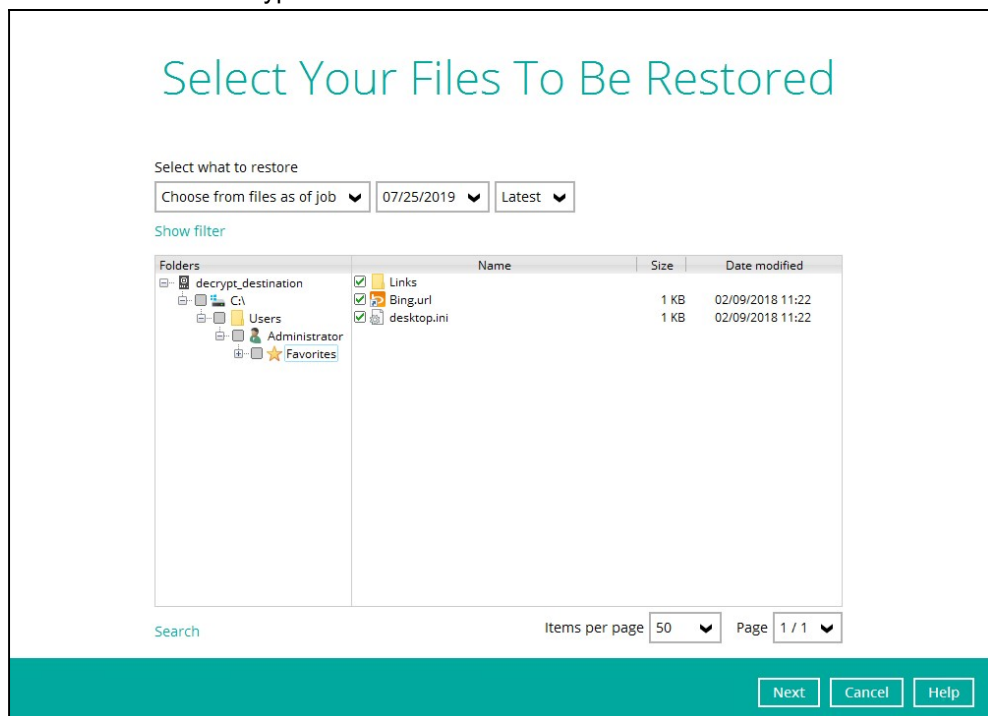 Select Your Files To Be Restored
Select what to restore
Choose from files as of job 07/25/2019 Latest
Show filter
Folders Name Size Date modified
decrypt_destination Links
C:\ Bing.url 1 KB 02/09/2018 11:22
Users desktop.ini 1 KB 02/09/2018 11:22
Administrator
Favorites
Search Items per page 50 Page 1 / 1
Next Cancel Help